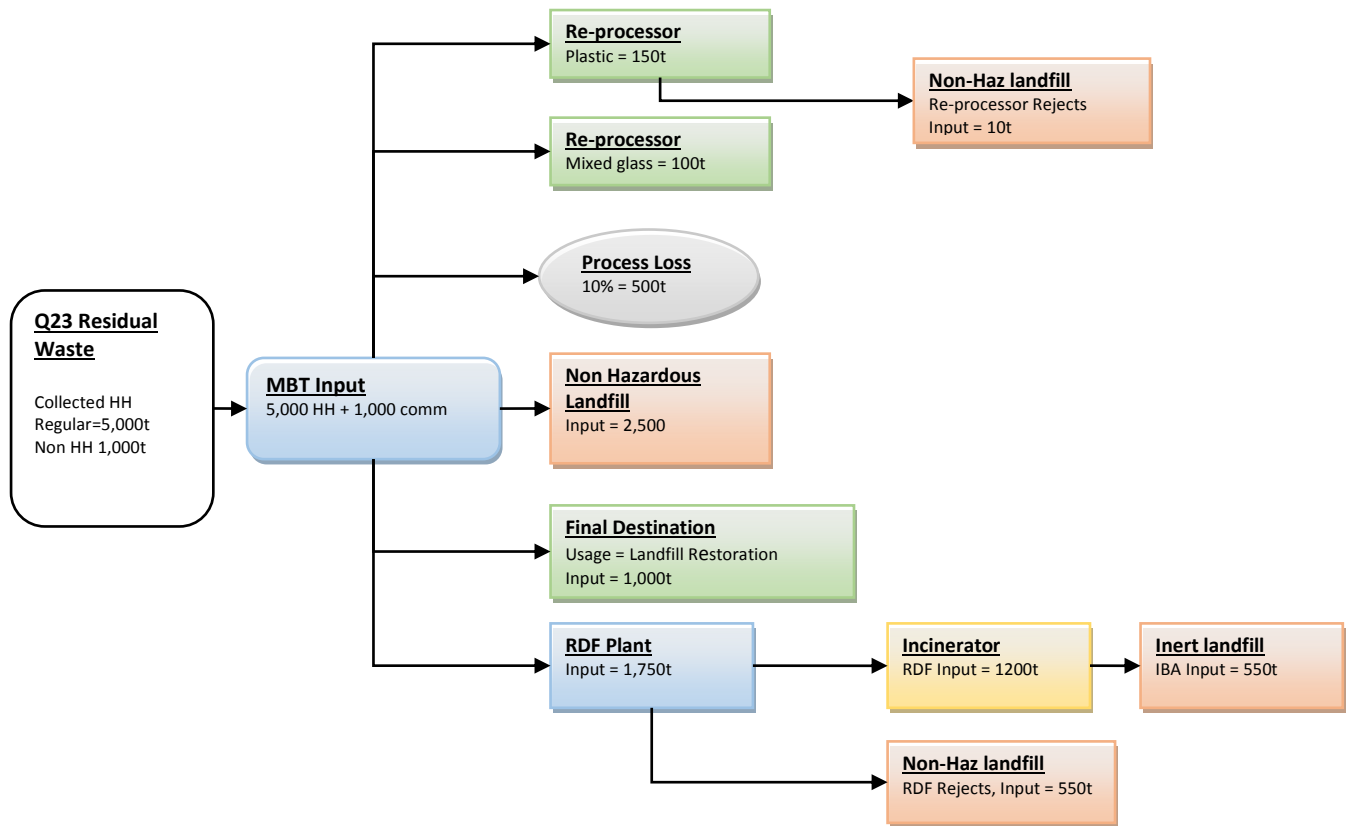 Re-processor
Plastic = 150t
Non-Haz landfill
Re-processor Rejects
Input = 10t
Re-processor
Mixed glass = 100t
Process Loss
10% = 500t
Q23 Residual
Waste
Collected HH
Regular=5,000t
Non HH 1,000t
MBT Input
5,000 HH + 1,000 comm
Non Hazardous
Landfill
Input = 2,500
Final Destination
Usage = Landfill Restoration
Input = 1,000t
RDF Plant
Input = 1,750t
Incinerator
RDF Input = 1200t
Inert landfill
IBA Input = 550t
Non-Haz landfill
RDF Rejects, Input = 550t